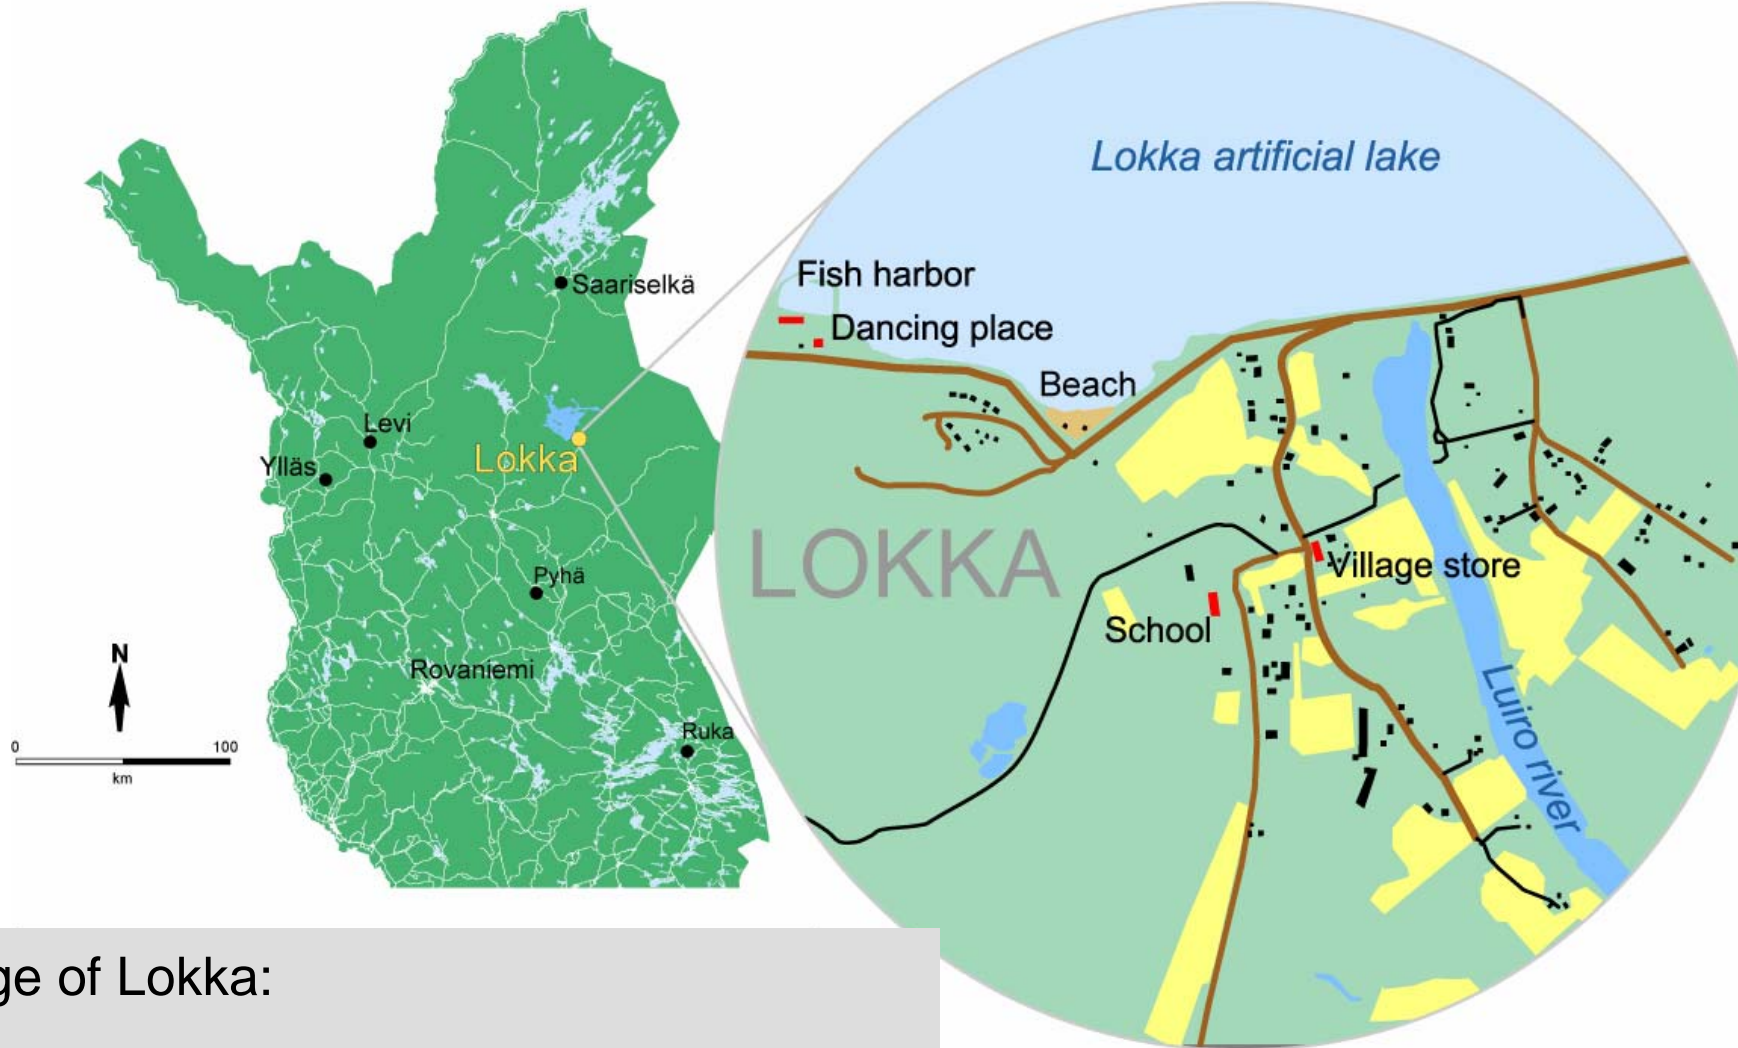 Lokka artificial lake
Fish harbor
Saariselkä
Dancing place
Beach
Levi
Ylläs
Lokka
LOKKA
Village store
Pyhä
School
N
Rovaniemi
Luiro river
Ruka
0 100
km
ge of Lokka: